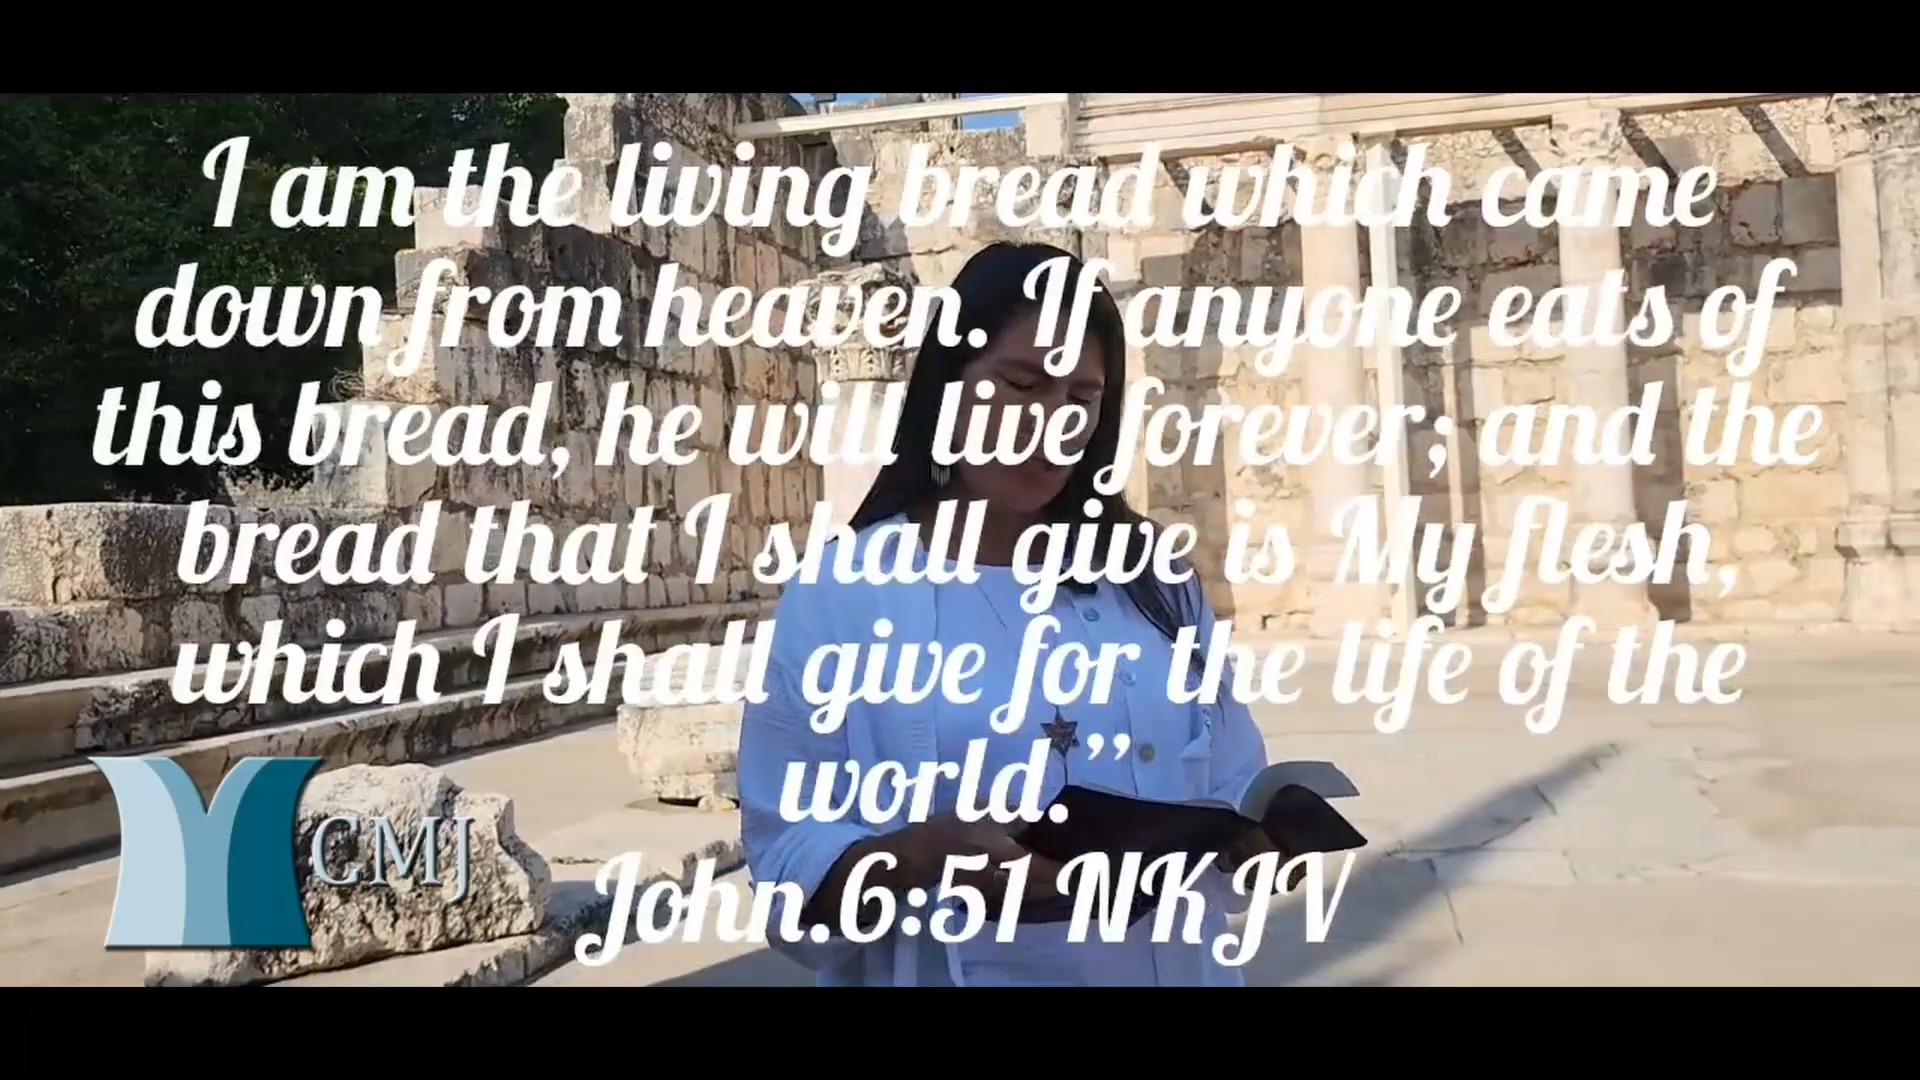 I am the living bread which came
down from heaven. If anyone eats of
this bread, he will live forever; and the
bread that I shall give is My flesh,
which I shall give for the life of the
world.”
John.6:51 NKJV
CMJ